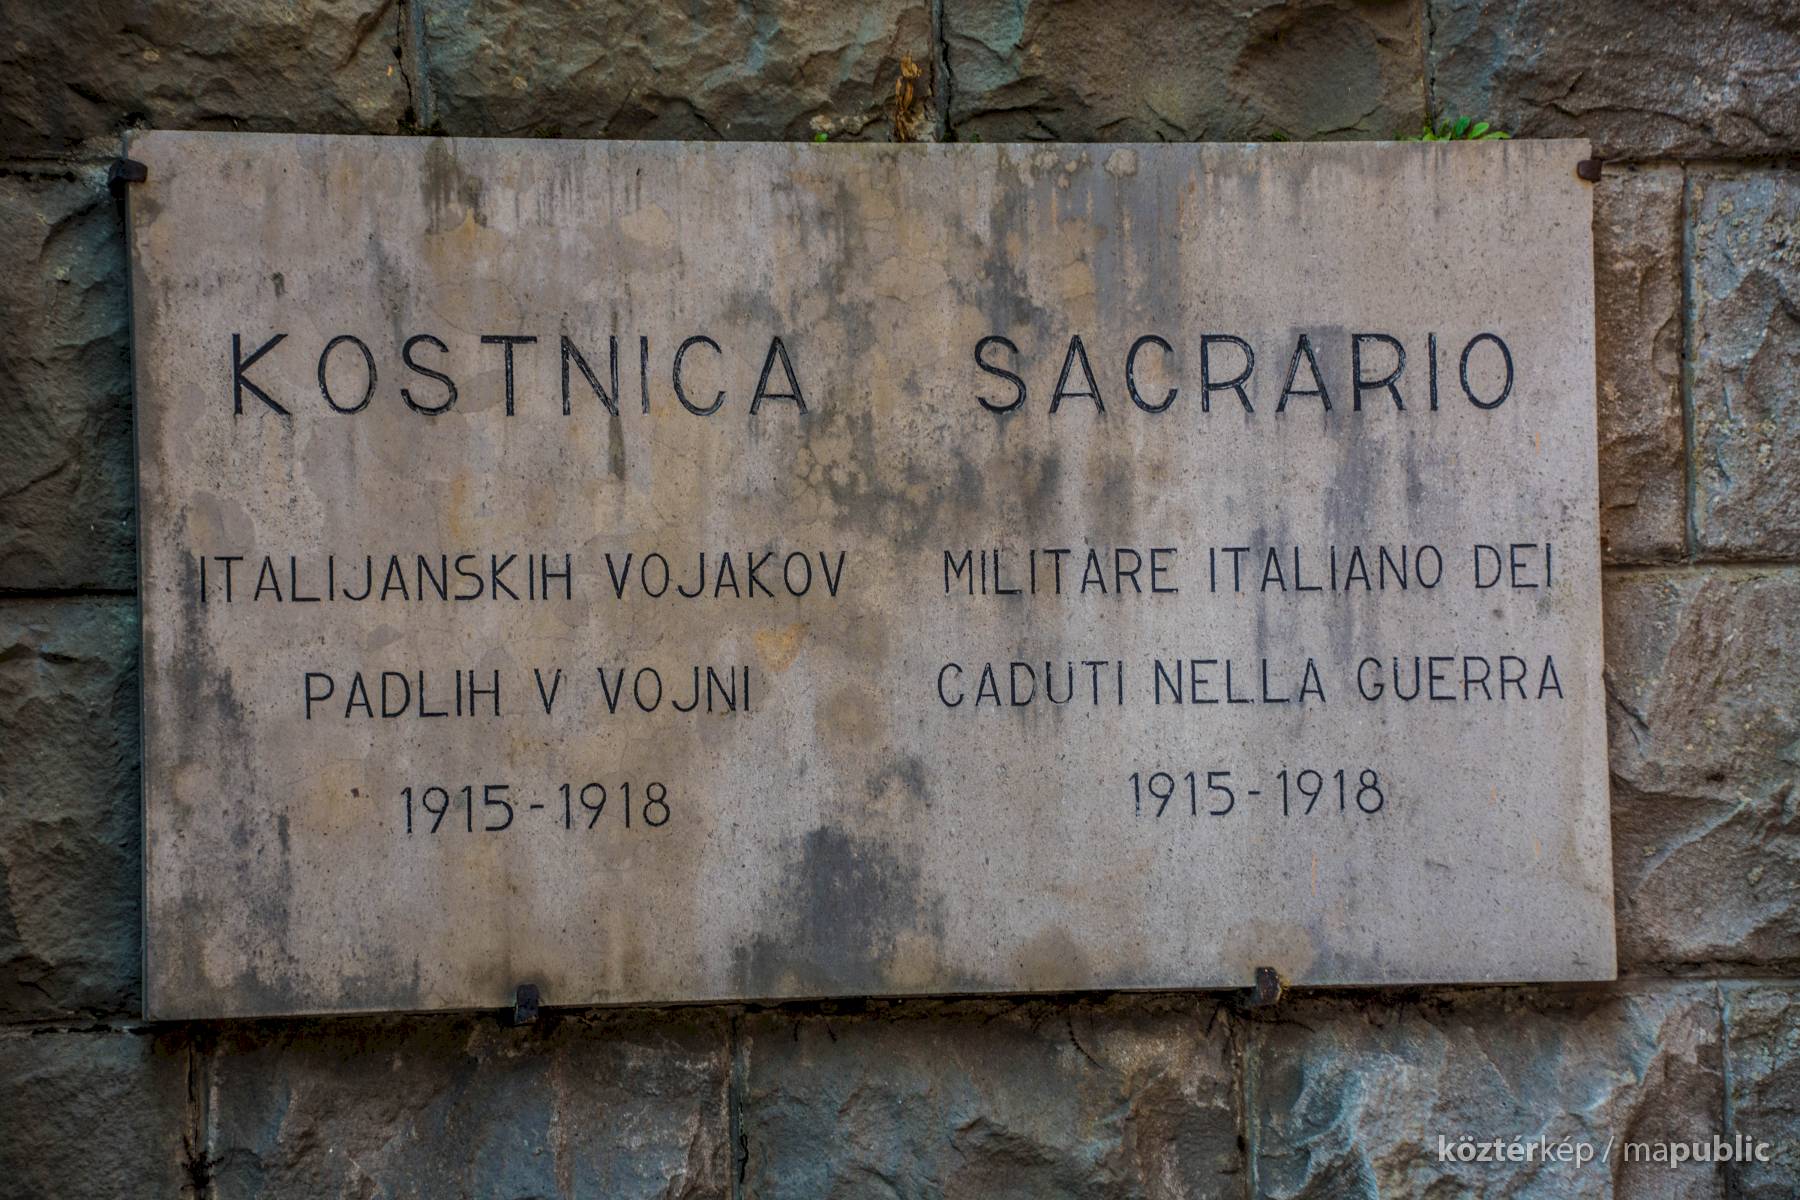 KOSTNICA
ITALIJANSKIH VOJAKOV
PADLIH V VOJNI
1915-1918
SACRARIO
MILITARE ITALIANO DEI
CADUTI NELLA GUERRA
1915-1918
köztérkép / mapublic